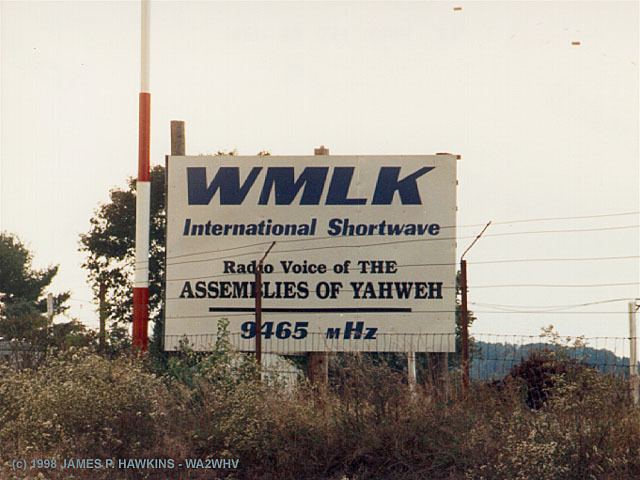 WMLK
International Shortwave
Radio Voice of THE
ASSEMBLIES OF YAHWEH
9465 MHz
(c) 1998 JAMES P. HAWKINS - WA2WHV